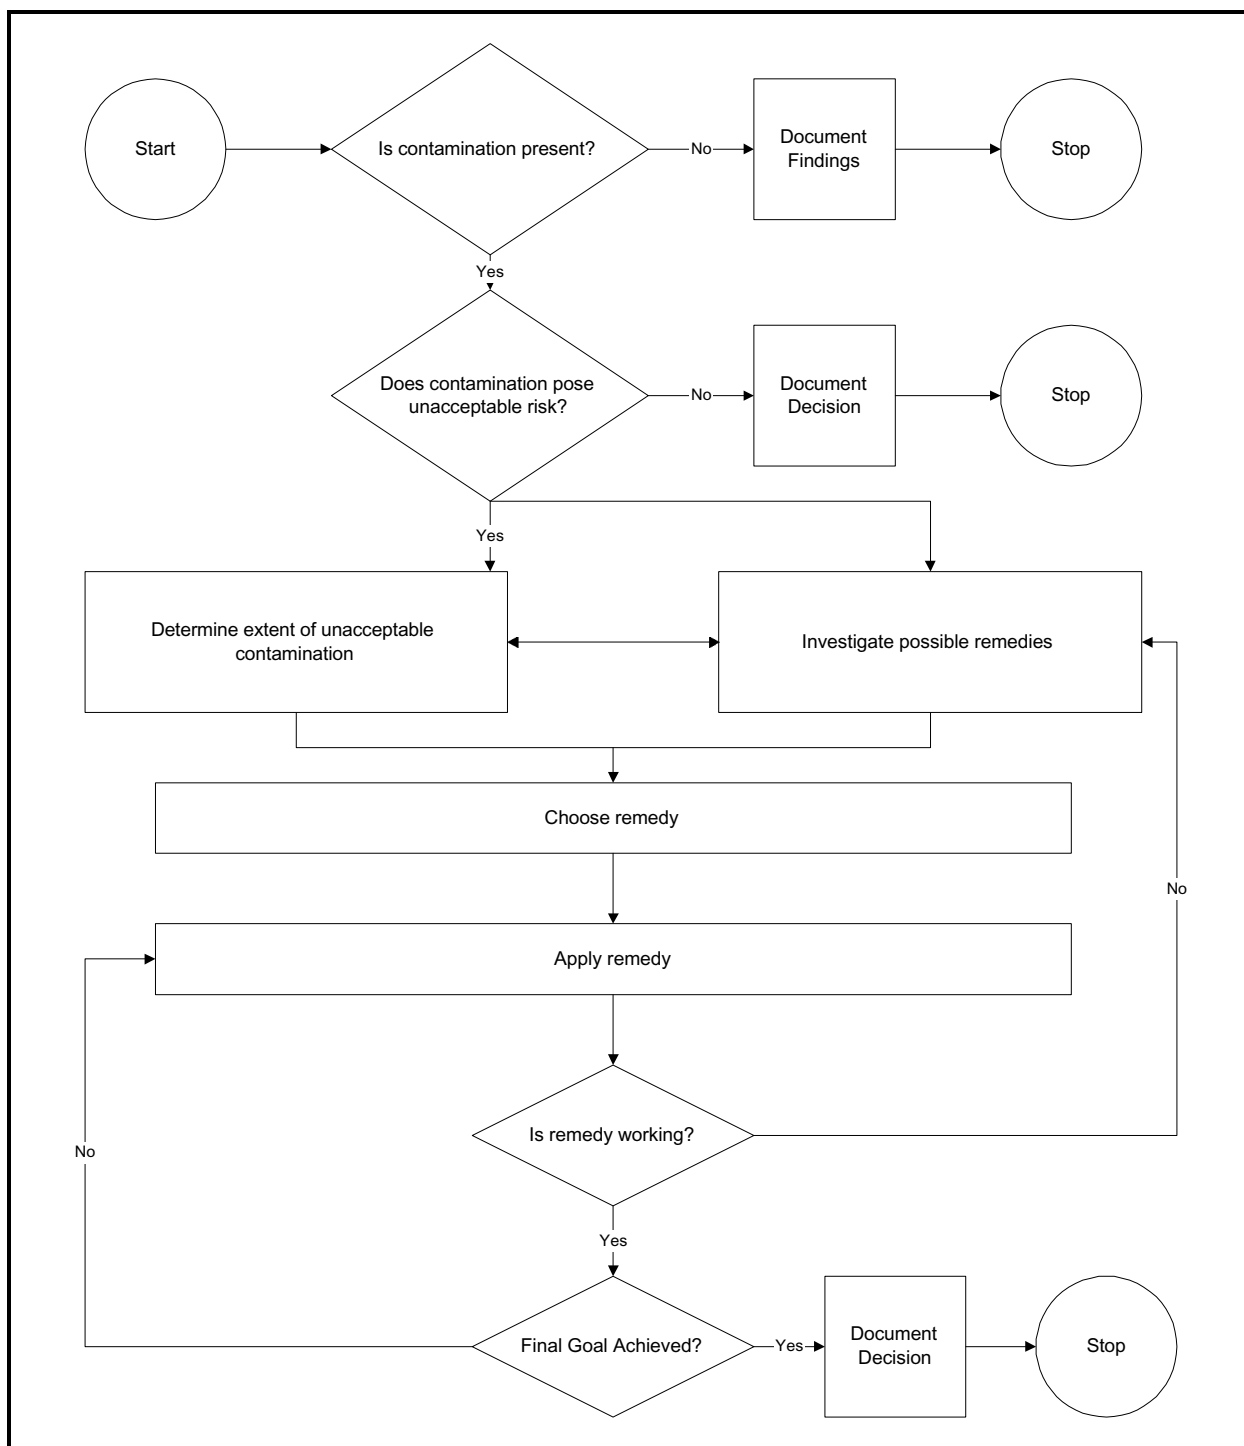 Start
Is contamination present?
No
Document
Findings
Stop
Yes
Does contamination pose
unacceptable risk?
No
Document
Decision
Stop
Yes
Determine extent of unacceptable
contamination
Investigate possible remedies
Choose remedy
No
Apply remedy
Is remedy working?
No
Yes
Final Goal Achieved?
Yes
Document
Decision
Stop